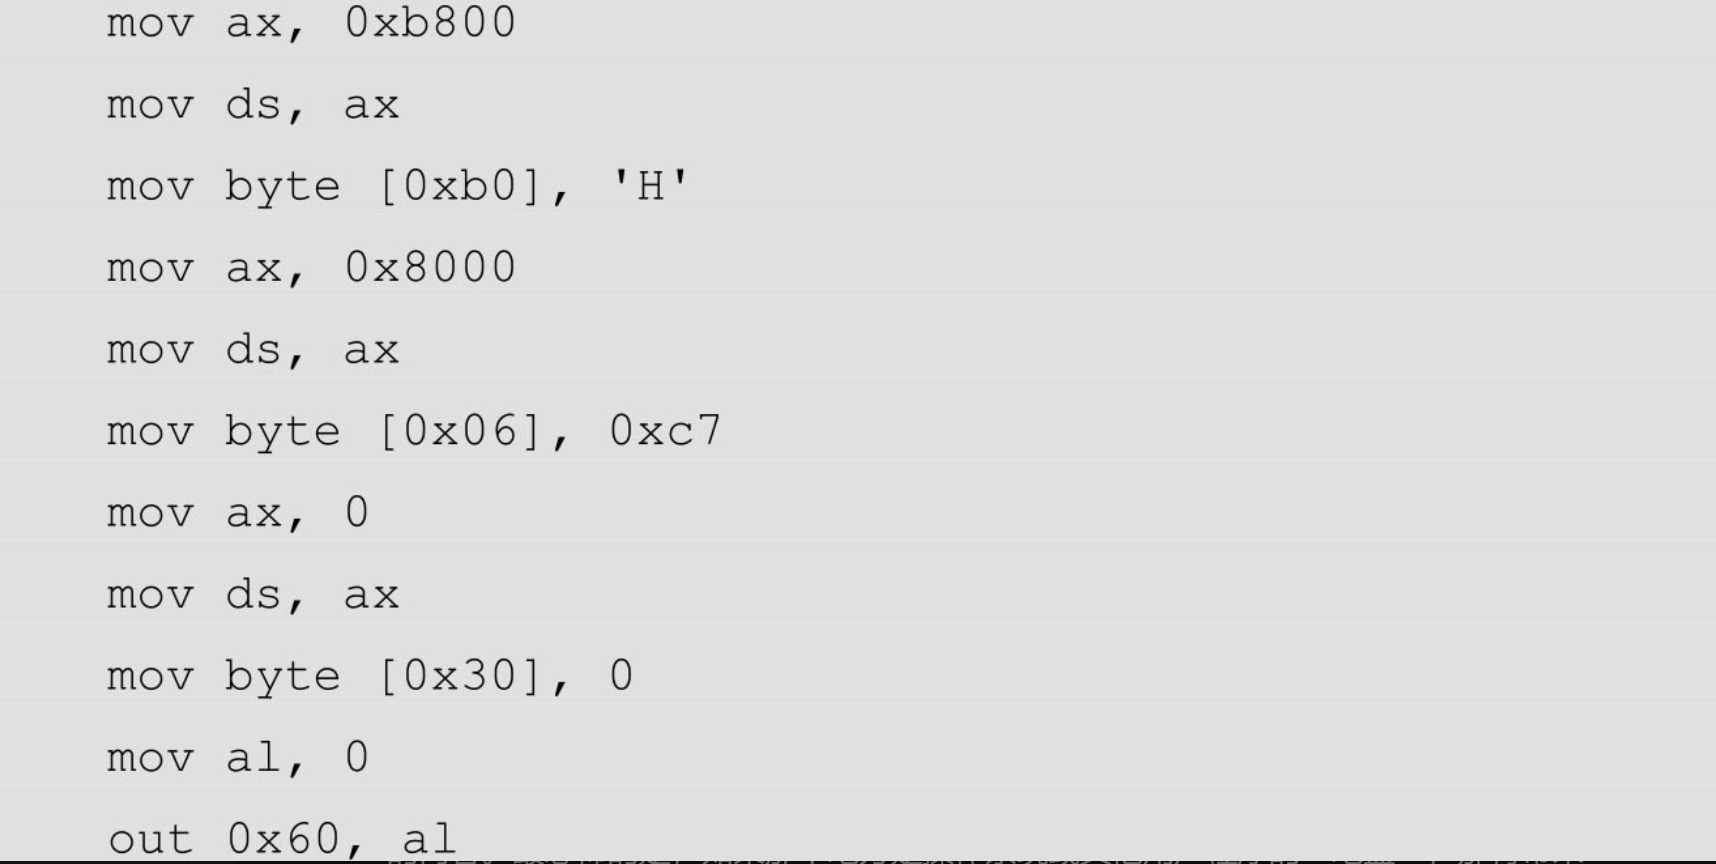 mov ax, 0xb800
mov ds, ax
mov byte [0xb0], 'H'
mov ax, 0x8000
mov ds, ax
mov byte [0x06], 0xc7
mov ax, 0
mov ds, ax
mov byte [0x30], 0
mov al, 0
out 0x60, al